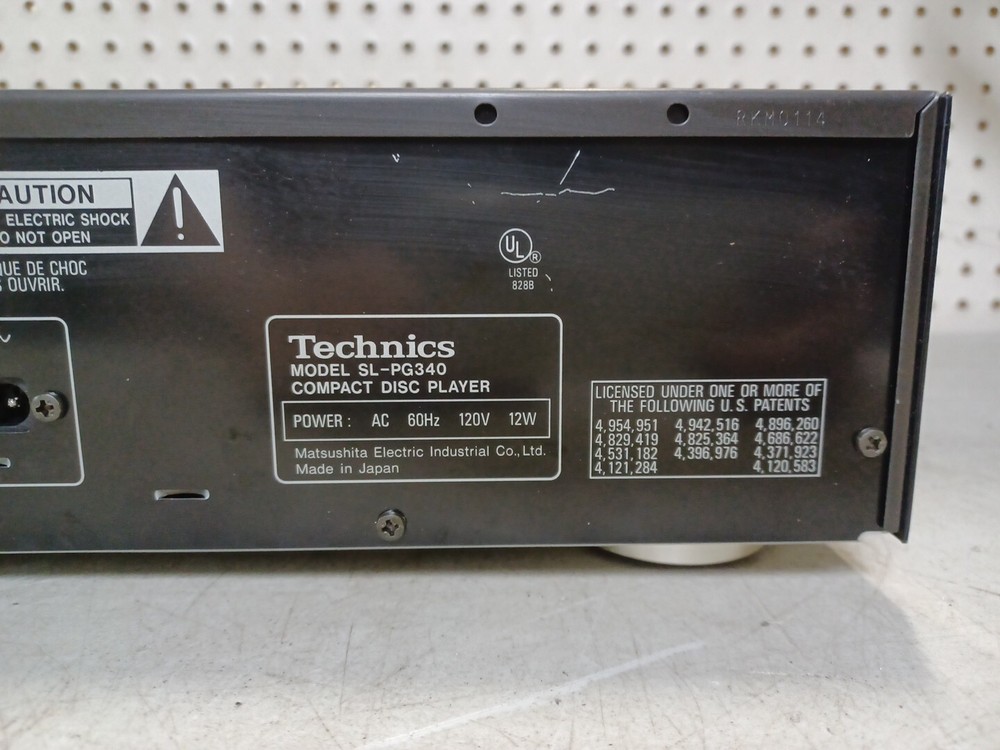 RKM0114
AUTION
ELECTRIC SHOCK
O NOT OPEN
!
UE DE CHOC
OUVRIR.
UL®
LISTED
828B
Technics
MODEL SL-PG340
COMPACT DISC PLAYER
POWER: AC 60Hz 120V 12W
Matsushita Electric Industrial Co., Ltd.
Made in Japan
LICENSED UNDER ONE OR MORE OF
THE FOLLOWING U.S. PATENTS
4,954,951 4,942,516 4,896,260
4,829,419 4,825,364 4,686,622
4,531,182 4,396,976 4,371,923
4,121,284 4,120,583